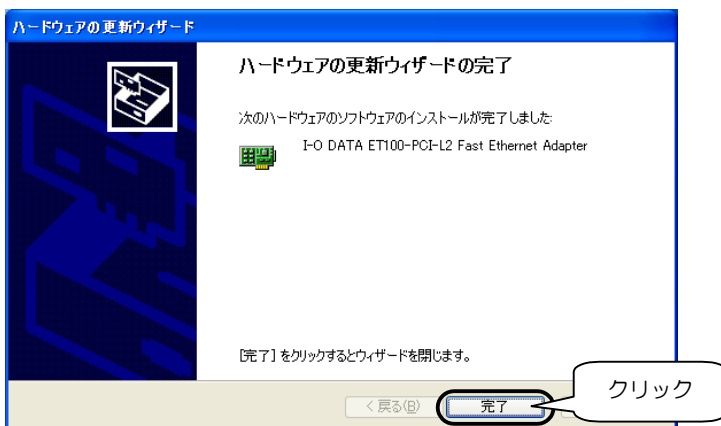 ハードウェアの更新ウィザード
ハードウェアの更新ウィザードの完了
次のハードウェアのソフトウェアのインストールが完了しました:
I-O DATA ET100-PCI-L2 Fast Ethernet Adapter
[完了] をクリックするとウィザードを閉じます。
< 戻る(B)
完了
クリック